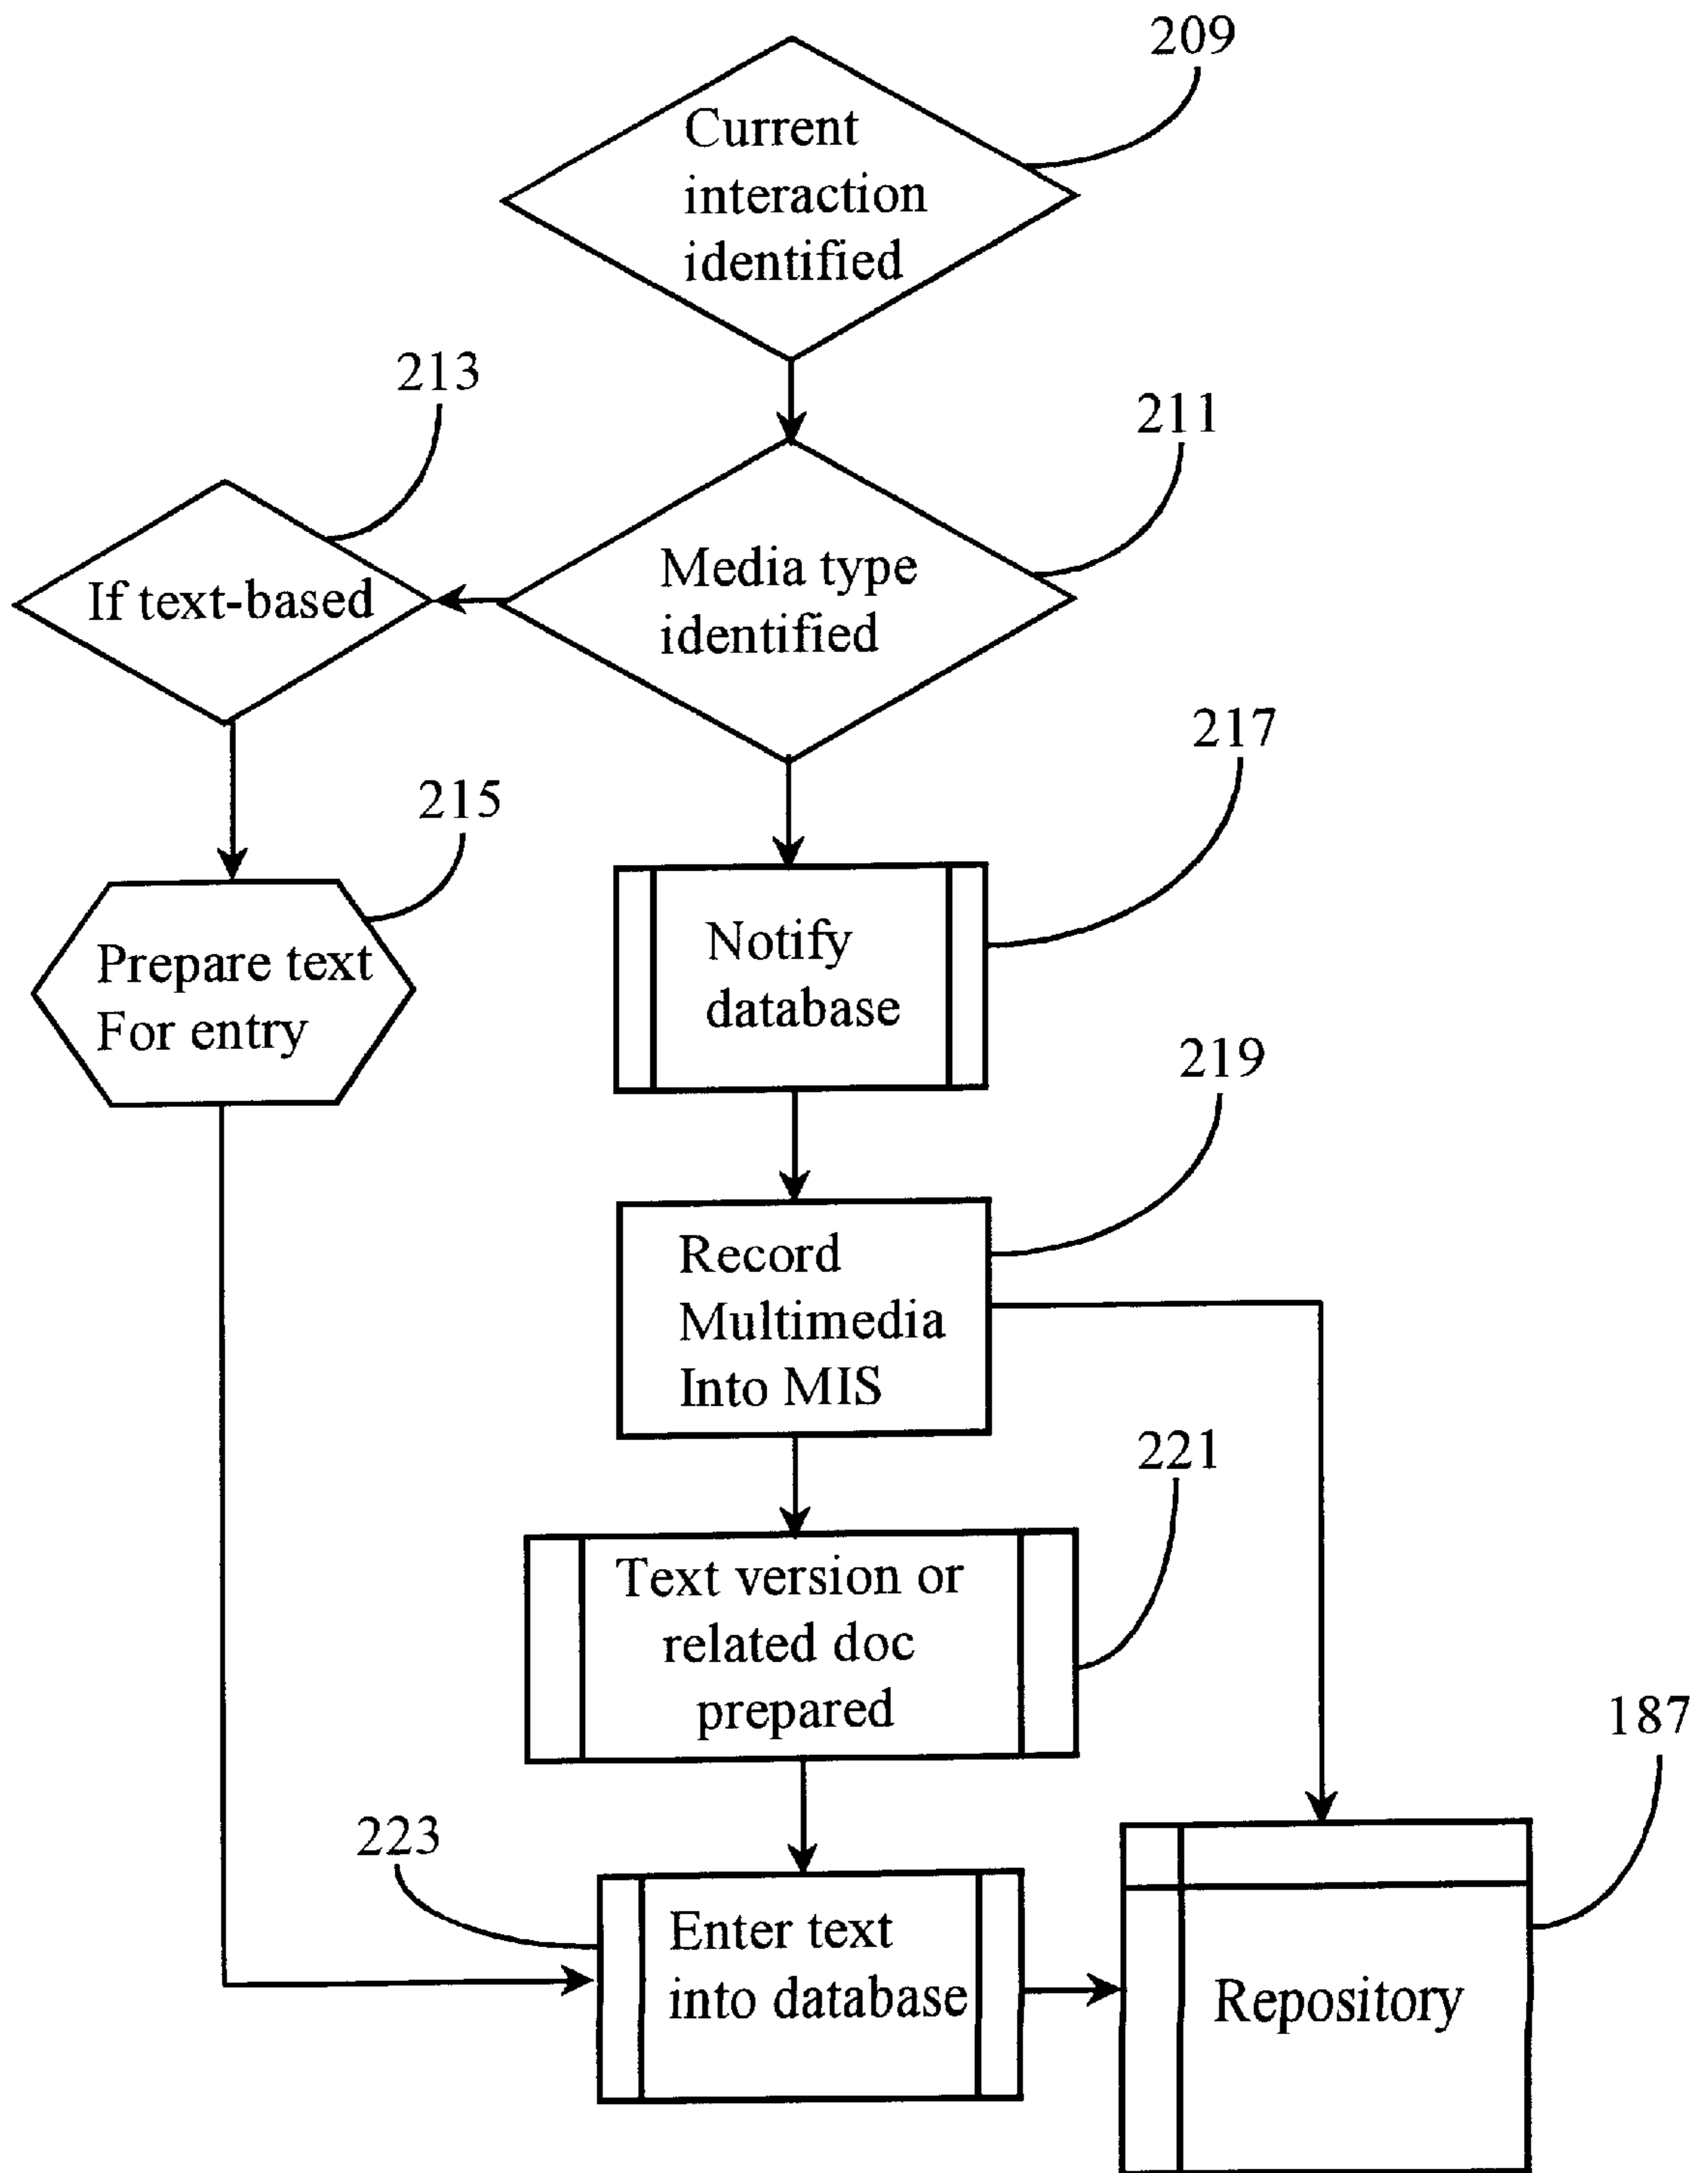 209
Current
interaction
identified
213
211
If text-based
Media type
identified
217
215
Notify
database
Prepare text
For entry
219
Record
Multimedia
Into MIS
221
Text version or
related doc
prepared
187
223
Enter text
into database
Repository